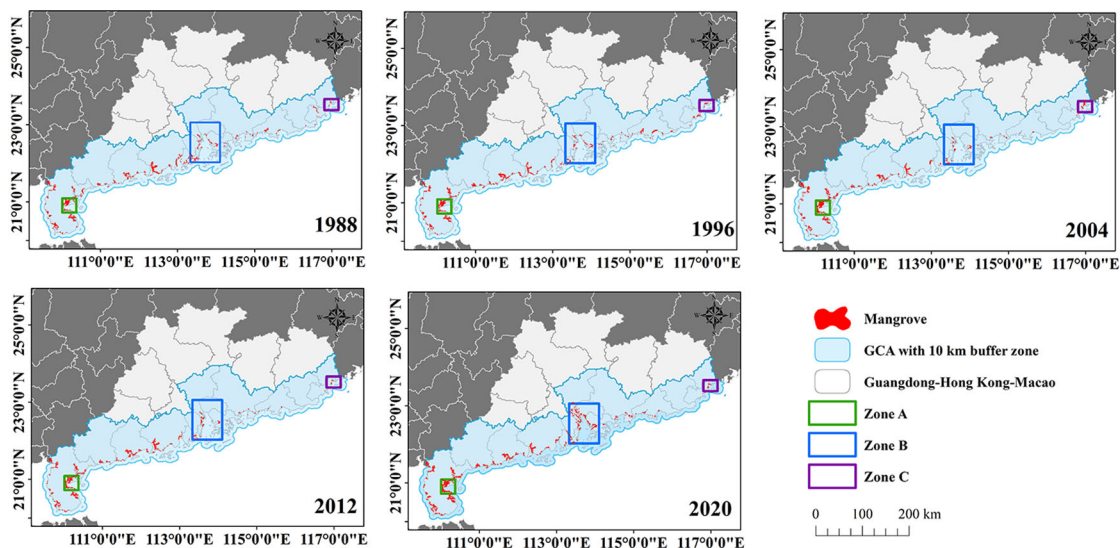 25°0'0"N
23°0'0"N
21°0'0"N
1988
111°0'0"E 113°0'0"E 115°0'0"E 117°0'0"E
25°0'0"N
23°0'0"N
21°0'0"N
1996
111°0'0"E 113°0'0"E 115°0'0"E 117°0'0"E
25°0'0"N
23°0'0"N
21°0'0"N
2004
111°0'0"E 113°0'0"E 115°0'0"E 117°0'0"E
25°0'0"N
23°0'0"N
21°0'0"N
2012
111°0'0"E 113°0'0"E 115°0'0"E 117°0'0"E
25°0'0"N
23°0'0"N
21°0'0"N
2020
111°0'0"E 113°0'0"E 115°0'0"E 117°0'0"E
Mangrove
GCA with 10 km buffer zone
Guangdong-Hong Kong-Macao
Zone A
Zone B
Zone C
0 100 200 km